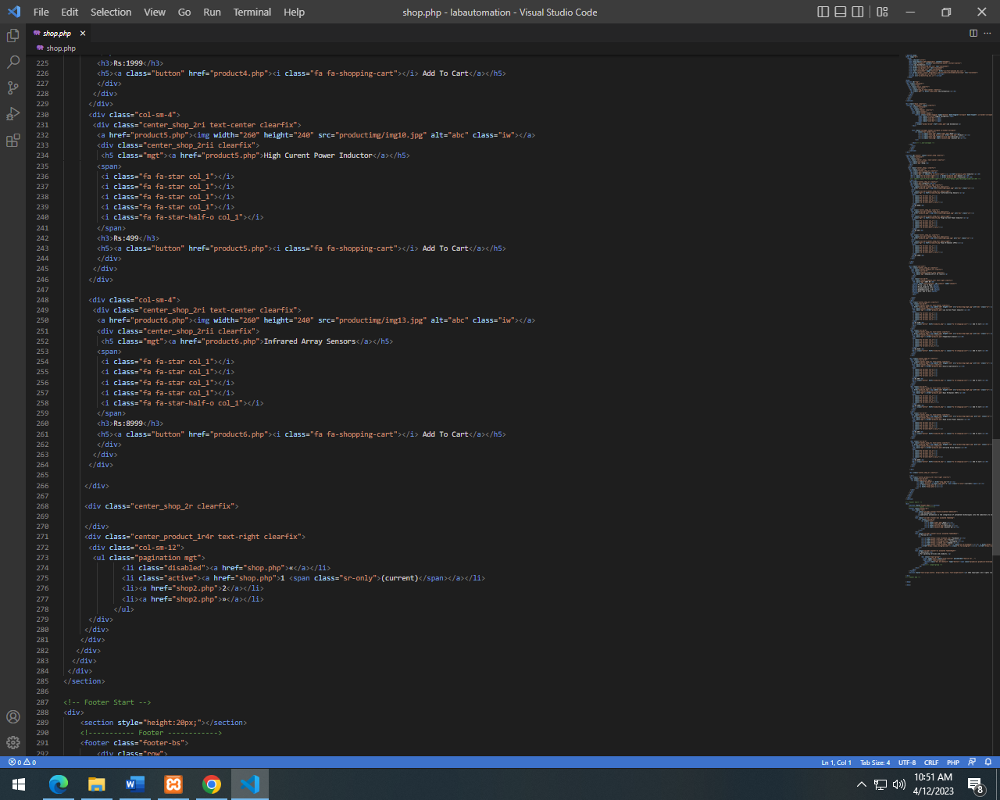 File Edit Selection View Go Run Terminal Help shop.php - labautomation - Visual Studio Code
shop.php
shop.php
225 <h3>Rs:1999</h3>
226 <h5><a class="button" href="product4.php"><i class="fa fa-shopping-cart"></i> Add To Cart</a></h5>
227 </div>
228 </div>
229 </div>
230 <div class="col-sm-4">
231 <div class="center_shop_2ri text-center clearfix">
232 <a href="product5.php"><img width="260" height="240" src="productimg/img10.jpg" alt="abc" class="iw"></a>
233 <div class="center_shop_2rii clearfix">
234 <h5 class="mgt"><a href="product5.php">High Curent Power Inductor</a></h5>
235 <span>
236 <i class="fa fa-star col_1"></i>
237 <i class="fa fa-star col_1"></i>
238 <i class="fa fa-star col_1"></i>
239 <i class="fa fa-star col_1"></i>
240 <i class="fa fa-star-half-o col_1"></i>
241 </span>
242 <h3>Rs:499</h3>
243 <h5><a class="button" href="product5.php"><i class="fa fa-shopping-cart"></i> Add To Cart</a></h5>
244 </div>
245 </div>
246 </div>
247
248 <div class="col-sm-4">
249 <div class="center_shop_2ri text-center clearfix">
250 <a href="product6.php"><img width="260" height="240" src="productimg/img13.jpg" alt="abc" class="iw"></a>
251 <div class="center_shop_2rii clearfix">
252 <h5 class="mgt"><a href="product6.php">Infrared Array Sensors</a></h5>
253 <span>
254 <i class="fa fa-star col_1"></i>
255 <i class="fa fa-star col_1"></i>
256 <i class="fa fa-star col_1"></i>
257 <i class="fa fa-star col_1"></i>
258 <i class="fa fa-star-half-o col_1"></i>
259 </span>
260 <h3>Rs:8999</h3>
261 <h5><a class="button" href="product6.php"><i class="fa fa-shopping-cart"></i> Add To Cart</a></h5>
262 </div>
263 </div>
264 </div>
265
266 </div>
267
268 <div class="center_shop_2r clearfix">
269
270 </div>
271 <div class="center_product_1r4r text-right clearfix">
272 <div class="col-sm-12">
273 <ul class="pagination mgt">
274 <li class="disabled"><a href="shop.php">«</a></li>
275 <li class="active"><a href="shop.php">1 <span class="sr-only">(current)</span></a></li>
276 <li><a href="shop2.php">2</a></li>
277 <li><a href="shop2.php">»</a></li>
278 </ul>
279 </div>
280 </div>
281 </div>
282 </div>
283 </div>
284 </div>
285 </section>
286
287 <!-- Footer Start -->
288 <div>
289 <section style="height:20px;"></section>
290 <!----------- Footer ------------>
291 <footer class="footer-bs">
292 <div class="row">
0 0 Ln 1, Col 1 Tab Size: 4 UTF-8 CRLF PHP
10:51 AM
4/12/2023
8